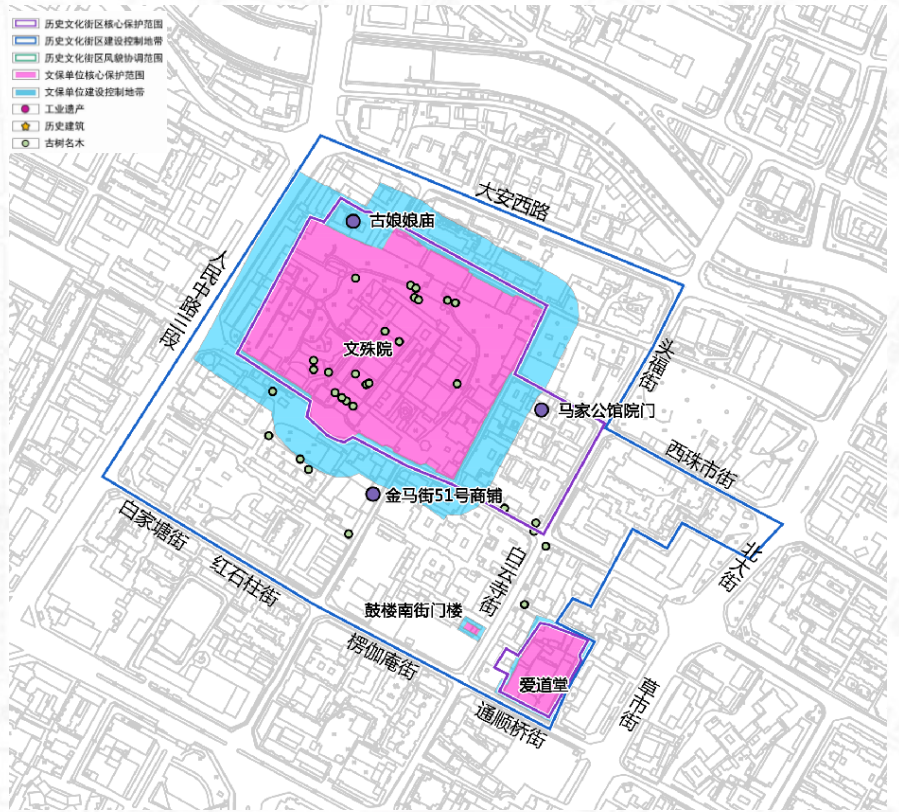 历史文化街区核心保护范围
历史文化街区建设控制地带
历史文化街区风貌协调范围
文保单位核心保护范围
文保单位建设控制地带
工业遗产
历史建筑
古树名木
大安西路
古娘娘庙
人民中路三段
文殊院
头福街
马家公馆院门
西珠市街
金马街51号商铺
白家塘街
红石柱街
白云寺街
北大街
鼓楼南街门楼
楞伽庵街
爱道堂
草市街
通顺桥街